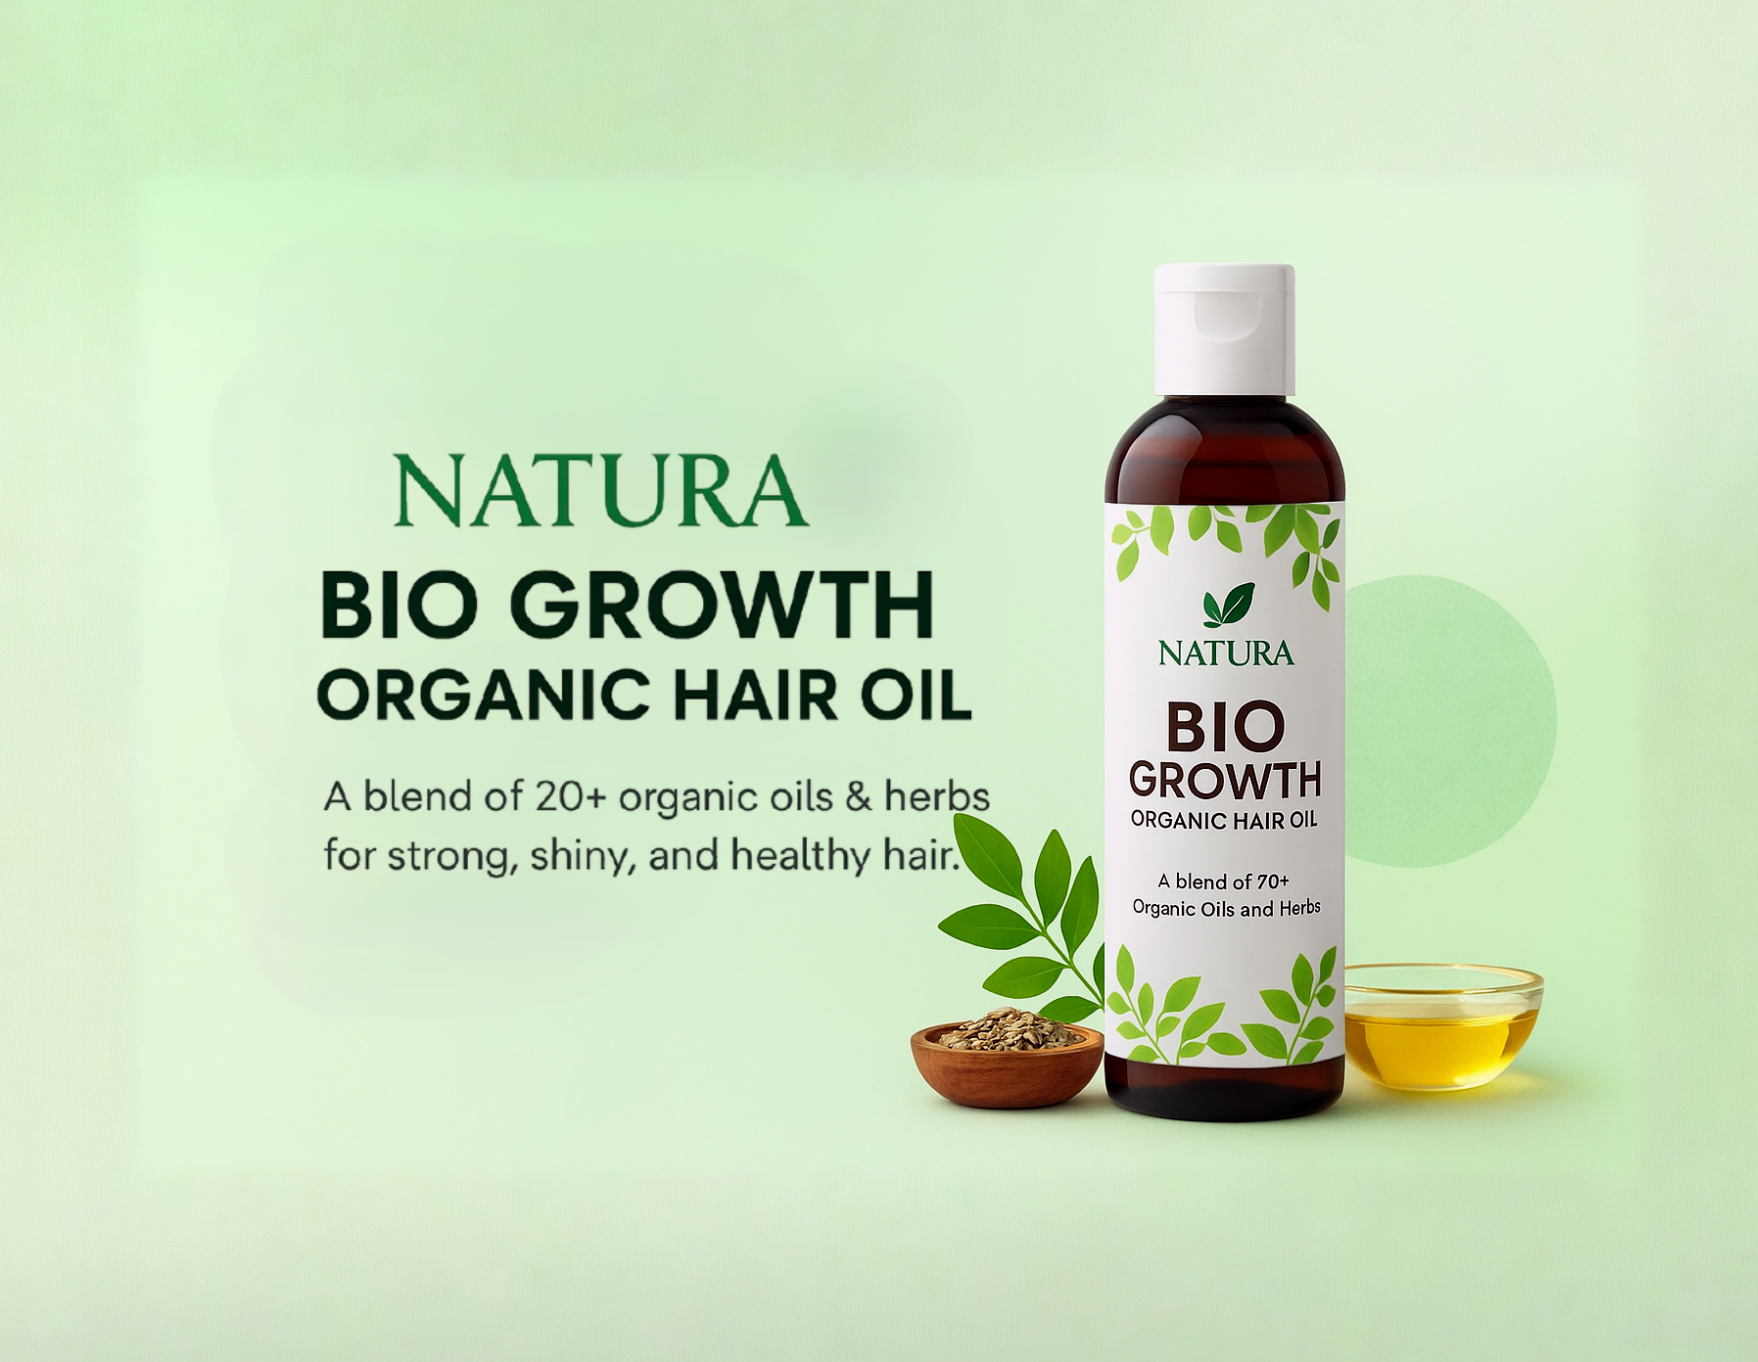 NATURA
BIO GROWTH
ORGANIC HAIR OIL
A blend of 20+ organic oils & herbs
for strong, shiny, and healthy hair.
NATURA
BIO
GROWTH
ORGANIC HAIR OIL
A blend of 70+
Organic Oils and Herbs